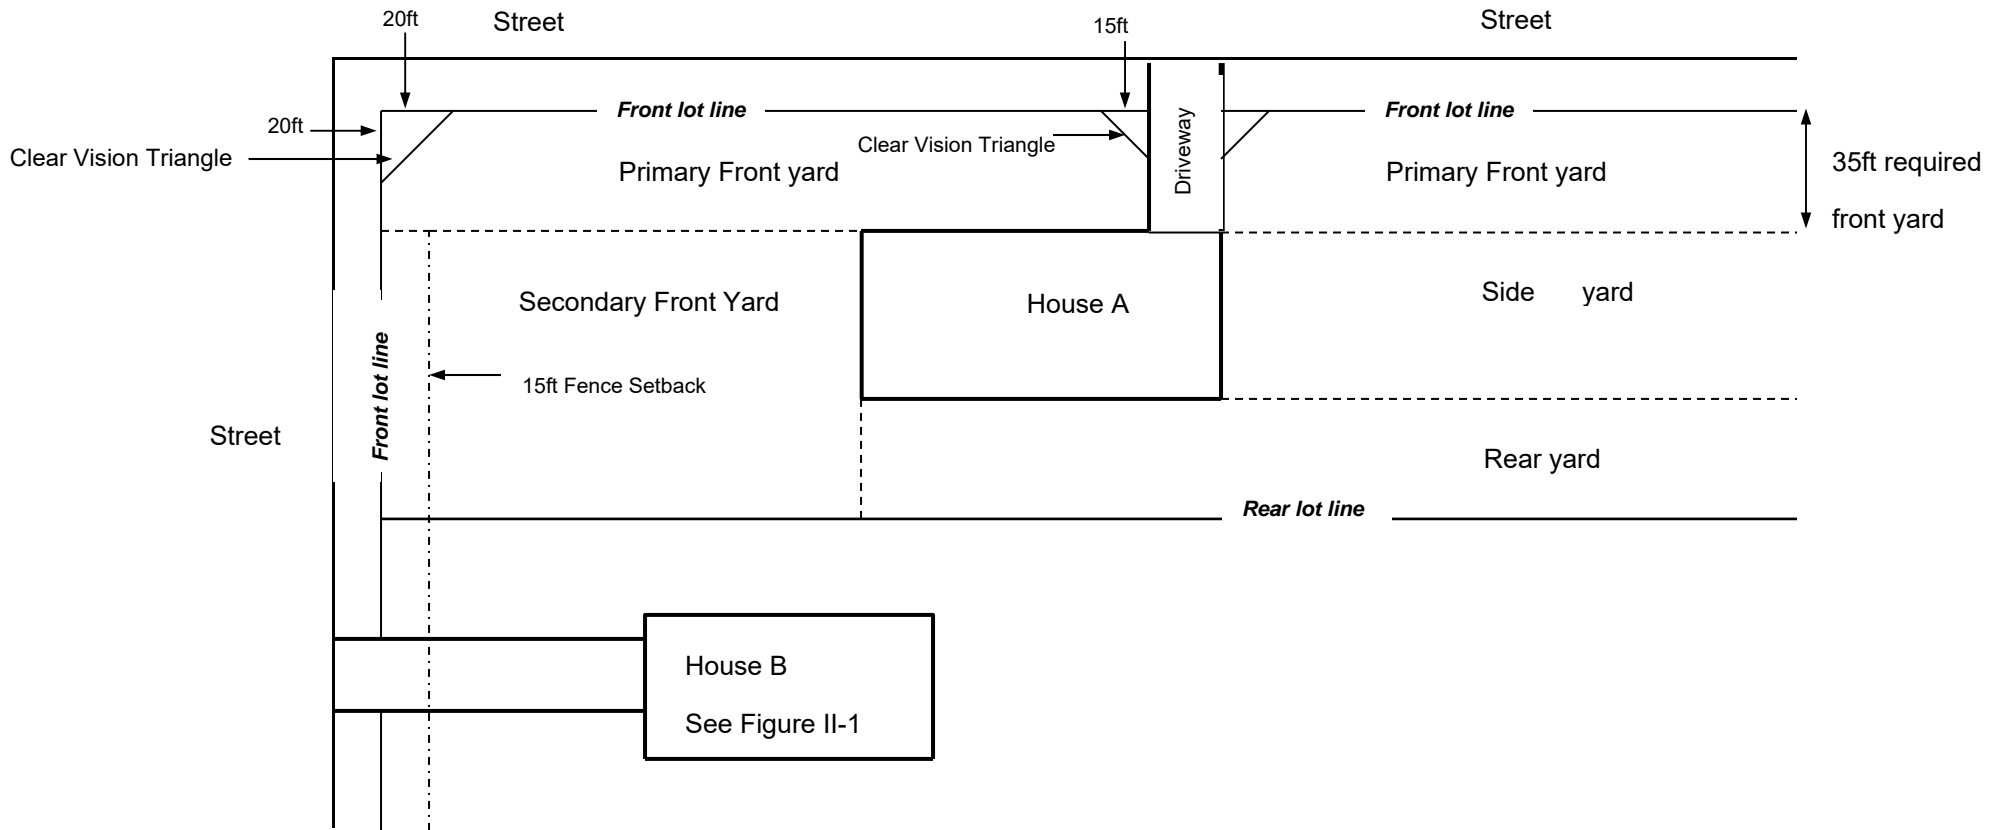 20ft
Street
15ft
Street
Front lot line
Front lot line
20ft
Clear Vision Triangle
Clear Vision Triangle
Driveway
Primary Front yard
Primary Front yard
35ft required
front yard
Secondary Front Yard
House A
Side yard
Front lot line
15ft Fence Setback
Street
Rear yard
Rear lot line
House B
See Figure II-1